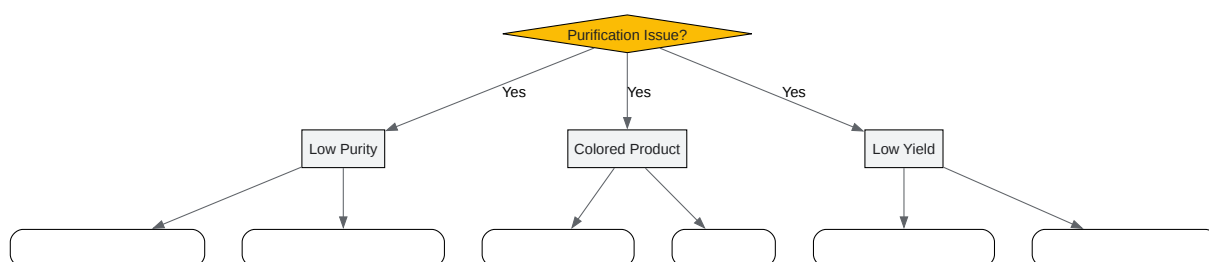 Purification Issue?
Yes
Yes
Yes
Low Purity
Colored Product
Low Yield